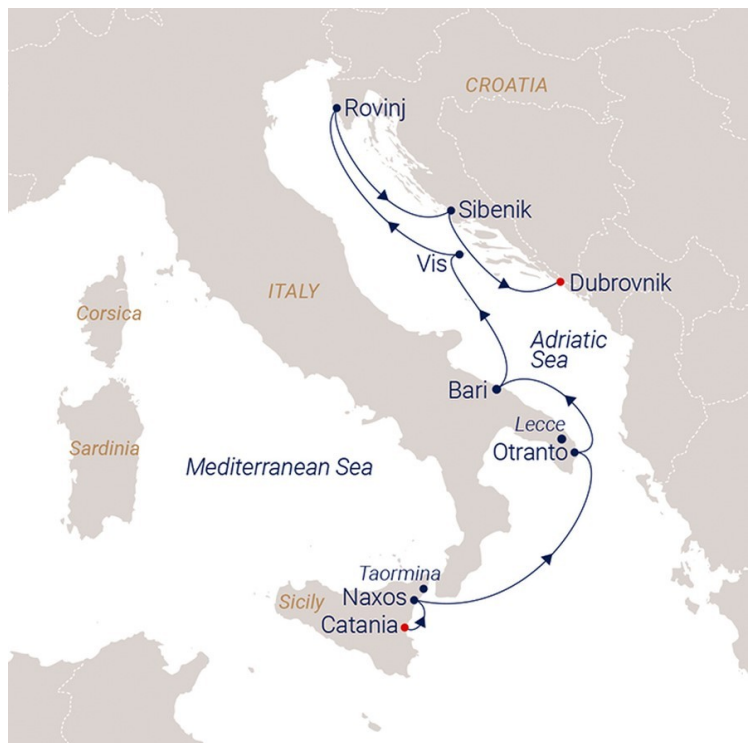 CROATIA
Rovinj
Sibenik
Vis
Dubrovnik
ITALY
Corsica
Adriatic
Sea
Bari
Lecce
Otranto
Sardinia
Mediterranean Sea
Taormina
Naxos
Sicily
Catania